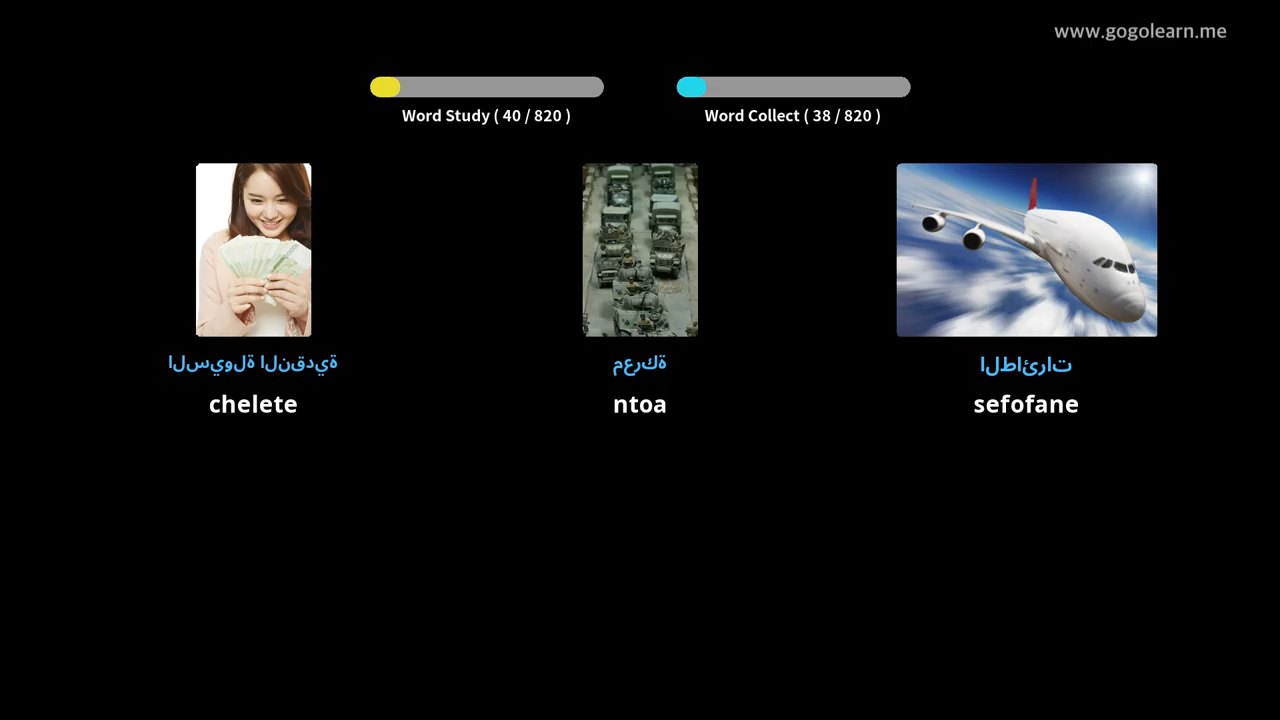 www.gogolearn.me
Word Study ( 40 / 820 )
Word Collect ( 38 / 820 )
السيولة النقدية
معركة
الطائرات
chelete
ntoa
sefofane